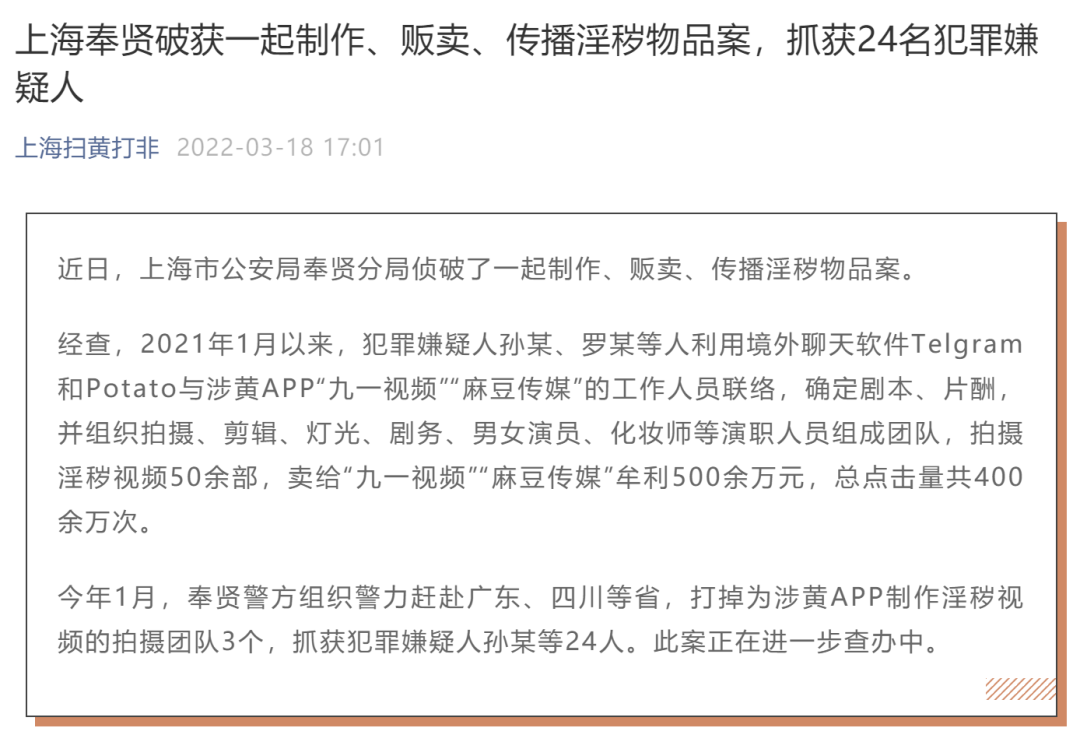 上海奉贤破获一起制作、贩卖、传播淫秽物品案，抓获24名犯罪嫌
疑人
上海扫黄打非 2022-03-18 17:01
近日，上海市公安局奉贤分局侦破了一起制作、贩卖、传播淫秽物品案。
经查，2021年1月以来，犯罪嫌疑人孙某、罗某等人利用境外聊天软件Telgram
和Potato与涉黄APP“九一视频”“麻豆传媒”的工作人员联络，确定剧本、片酬，
并组织拍摄、剪辑、灯光、剧务、男女演员、化妆师等演职人员组成团队，拍摄
淫秽视频50余部，卖给“九一视频”“麻豆传媒”牟利500余万元，总点击量共400
余万次。
今年1月，奉贤警方组织警力赶赴广东、四川等省，打掉为涉黄APP制作淫秽视
频的拍摄团队3个，抓获犯罪嫌疑人孙某等24人。此案正在进一步查办中。